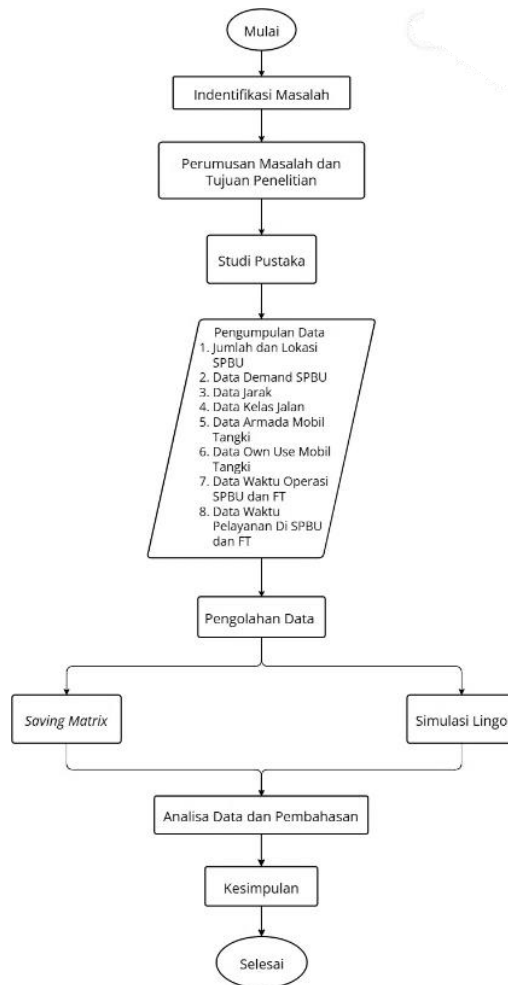 Mulai
Indentifikasi Masalah
Perumusan Masalah dan
Tujuan Penelitian
Studi Pustaka
Pengumpulan Data
1. Jumlah dan Lokasi
SPBU
2. Data Demand SPBU
3. Data Jarak
4. Data Kelas Jalan
5. Data Armada Mobil
Tangki
6. Data Own Use Mobil
Tangki
7. Data Waktu Operasi
SPBU dan FT
8. Data Waktu
Pelayanan Di SPBU
dan FT
Pengolahan Data
Saving Matrix
Simulasi Lingo
Analisa Data dan Pembahasan
Kesimpulan
Selesai